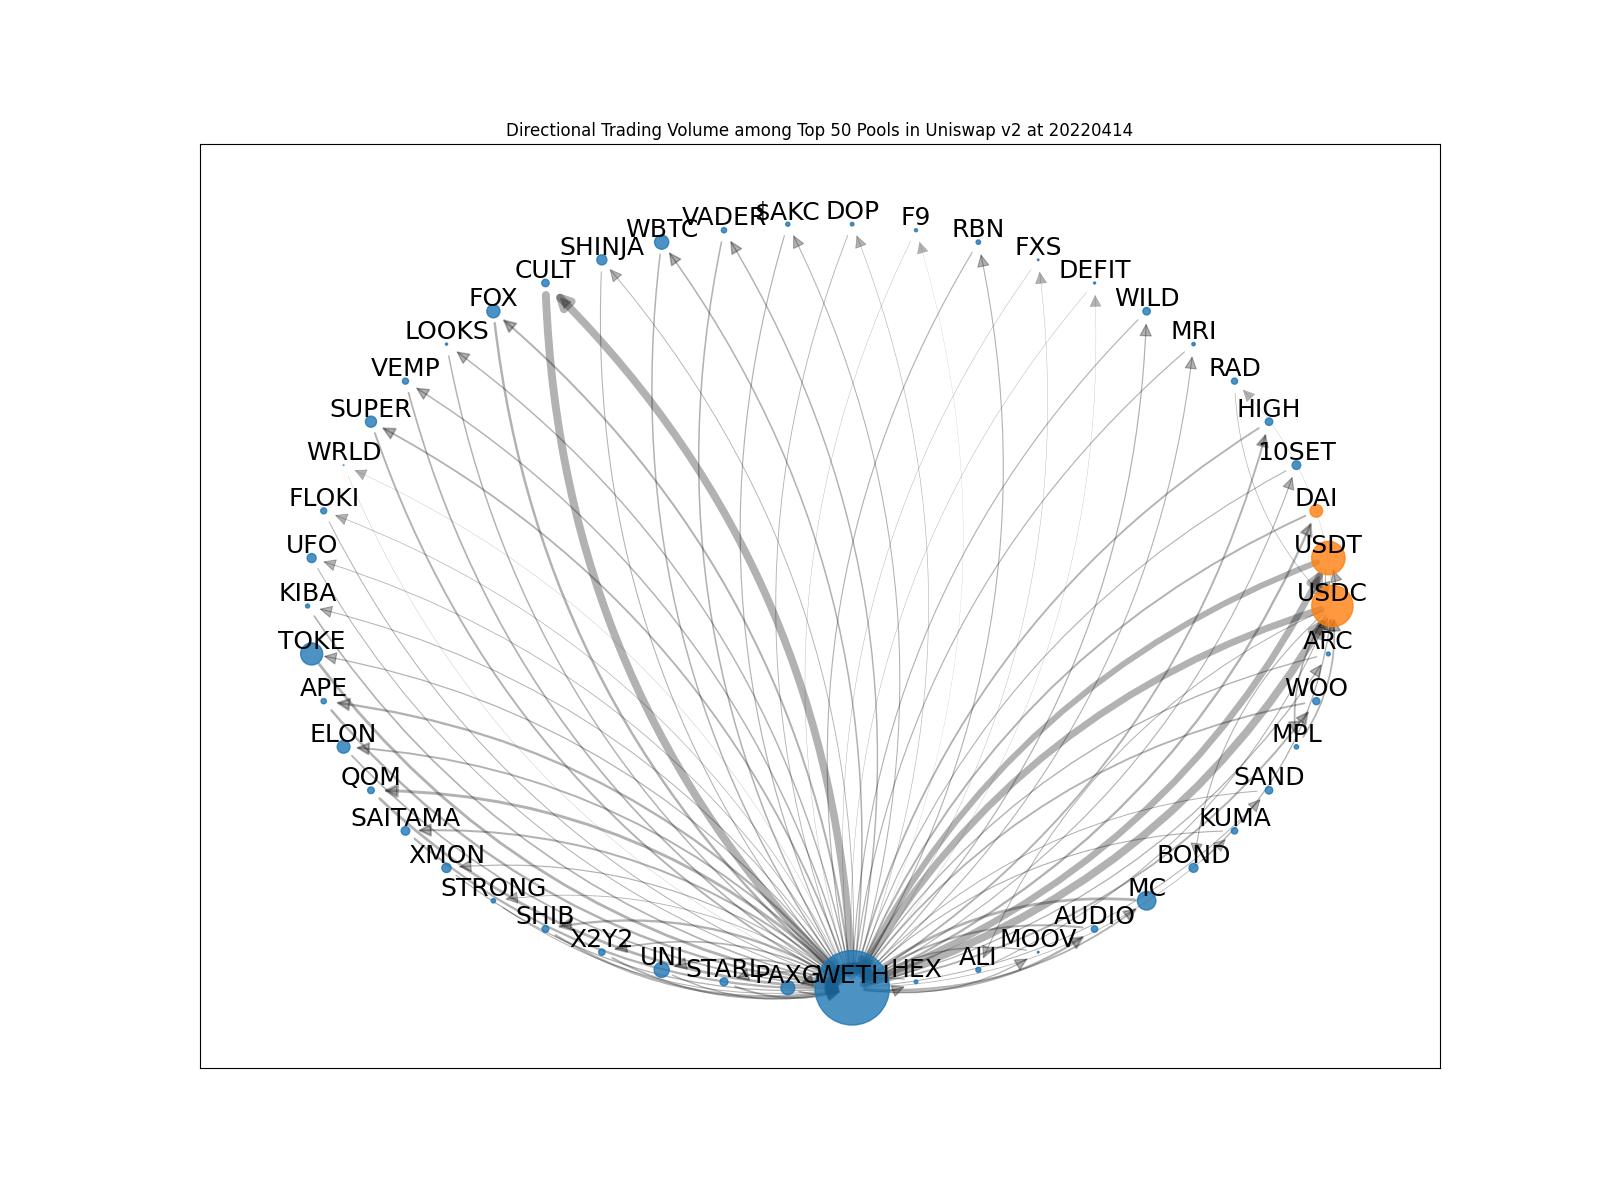 Directional Trading Volume among Top 50 Pools in Uniswap v2 at 20220414
VADER
$AKC
DOP
F9
WBTC
RBN
SHINJA
FXS
CULT
DEFIT
FOX
WILD
LOOKS
MRI
VEMP
RAD
SUPER
HIGH
WRLD
10SET
FLOKI
DAI
UFO
USDT
KIBA
USDC
TOKE
ARC
APE
WOO
ELON
MPL
QOM
SAND
SAITAMA
KUMA
XMON
BOND
STRONG
MC
SHIB
AUDIO
X2Y2
MOOV
UNI
ALI
STARL
PAXG
WETH
HEX